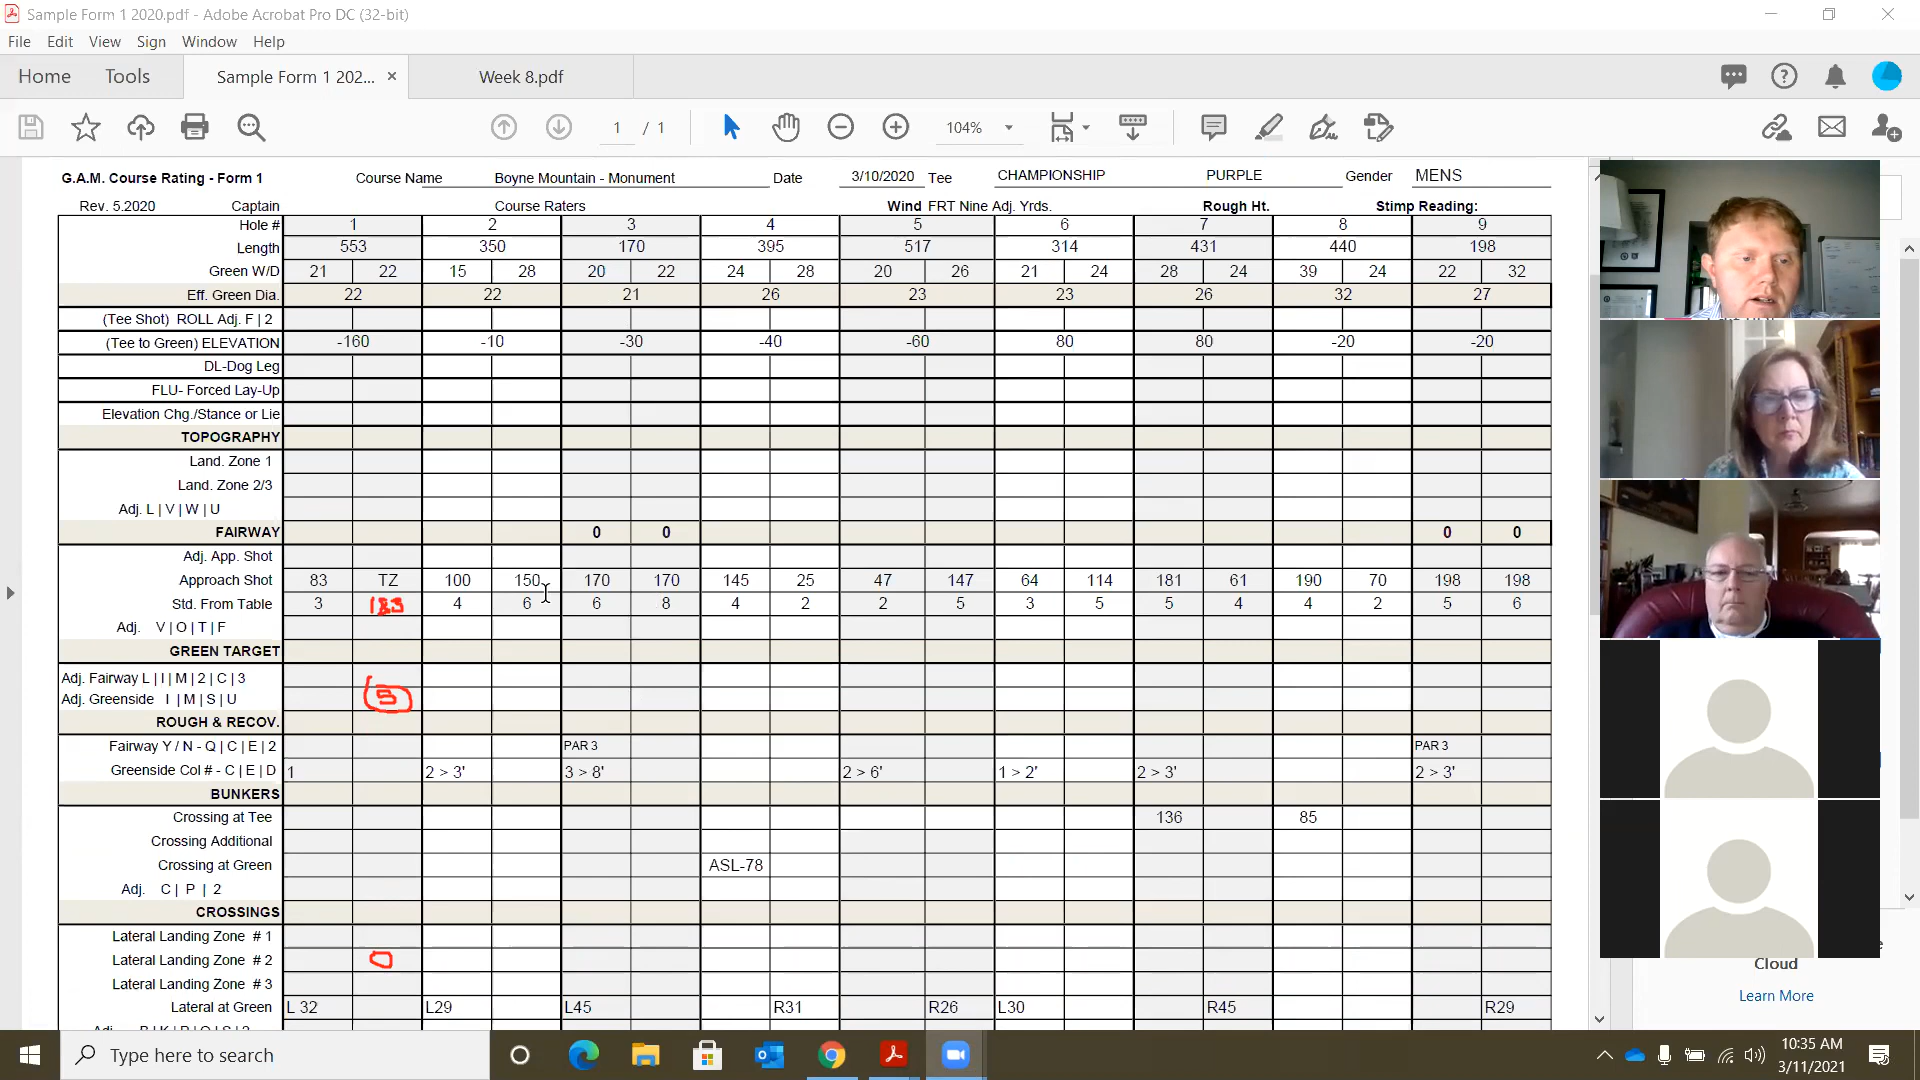 Sample Form 1 2020.pdf - Adobe Acrobat Pro DC (32-bit)
File Edit View Sign Window Help
Home Tools Sample Form 1 202... × Week 8.pdf
1 / 1 104%
G.A.M. Course Rating - Form 1 Course Name Boyne Mountain - Monument Date 3/10/2020 Tee CHAMPIONSHIP PURPLE Gender MENS
Rev. 5.2020 Captain Course Raters Wind FRT Nine Adj. Yrds. Rough Ht. Stimp Reading:
Hole # 1 2 3 4 5 6 7 8 9
Length 553 350 170 395 517 314 431 440 198
Green W/D 21 22 15 28 20 22 24 28 20 26 21 24 28 24 39 24 22 32
Eff. Green Dia. 22 22 21 26 23 23 26 32 27
(Tee Shot) ROLL Adj. F | 2
(Tee to Green) ELEVATION -160 -10 -30 -40 -60 80 80 -20 -20
DL-Dog Leg
FLU- Forced Lay-Up
Elevation Chg./Stance or Lie
TOPOGRAPHY
Land. Zone 1
Land. Zone 2/3
Adj. L | V | W | U
FAIRWAY 0 0 0 0
Adj. App. Shot
Approach Shot 83 TZ 100 150 170 170 145 25 47 147 64 114 181 61 190 70 198 198
Std. From Table 3 183 4 6 6 8 4 2 2 5 3 5 5 4 4 2 5 6
Adj. V | O | T | F
GREEN TARGET
Adj. Fairway L | I | M | 2 | C | 3
Adj. Greenside I | M | S | U 5
ROUGH & RECOV.
Fairway Y / N - Q | C | E | 2 PAR 3 PAR 3
Greenside Col # - C | E | D 1 2 > 3' 3 > 8' 2 > 6' 1 > 2' 2 > 3' 2 > 3'
BUNKERS
Crossing at Tee 136 85
Crossing Additional
Crossing at Green ASL-78
Adj. C | P | 2
CROSSINGS
Lateral Landing Zone # 1
Lateral Landing Zone # 2 0
Lateral Landing Zone # 3
Lateral at Green L 32 L29 L45 R31 R26 L30 R45 R29
Cloud
Learn More
Type here to search
10:35 AM
3/11/2021